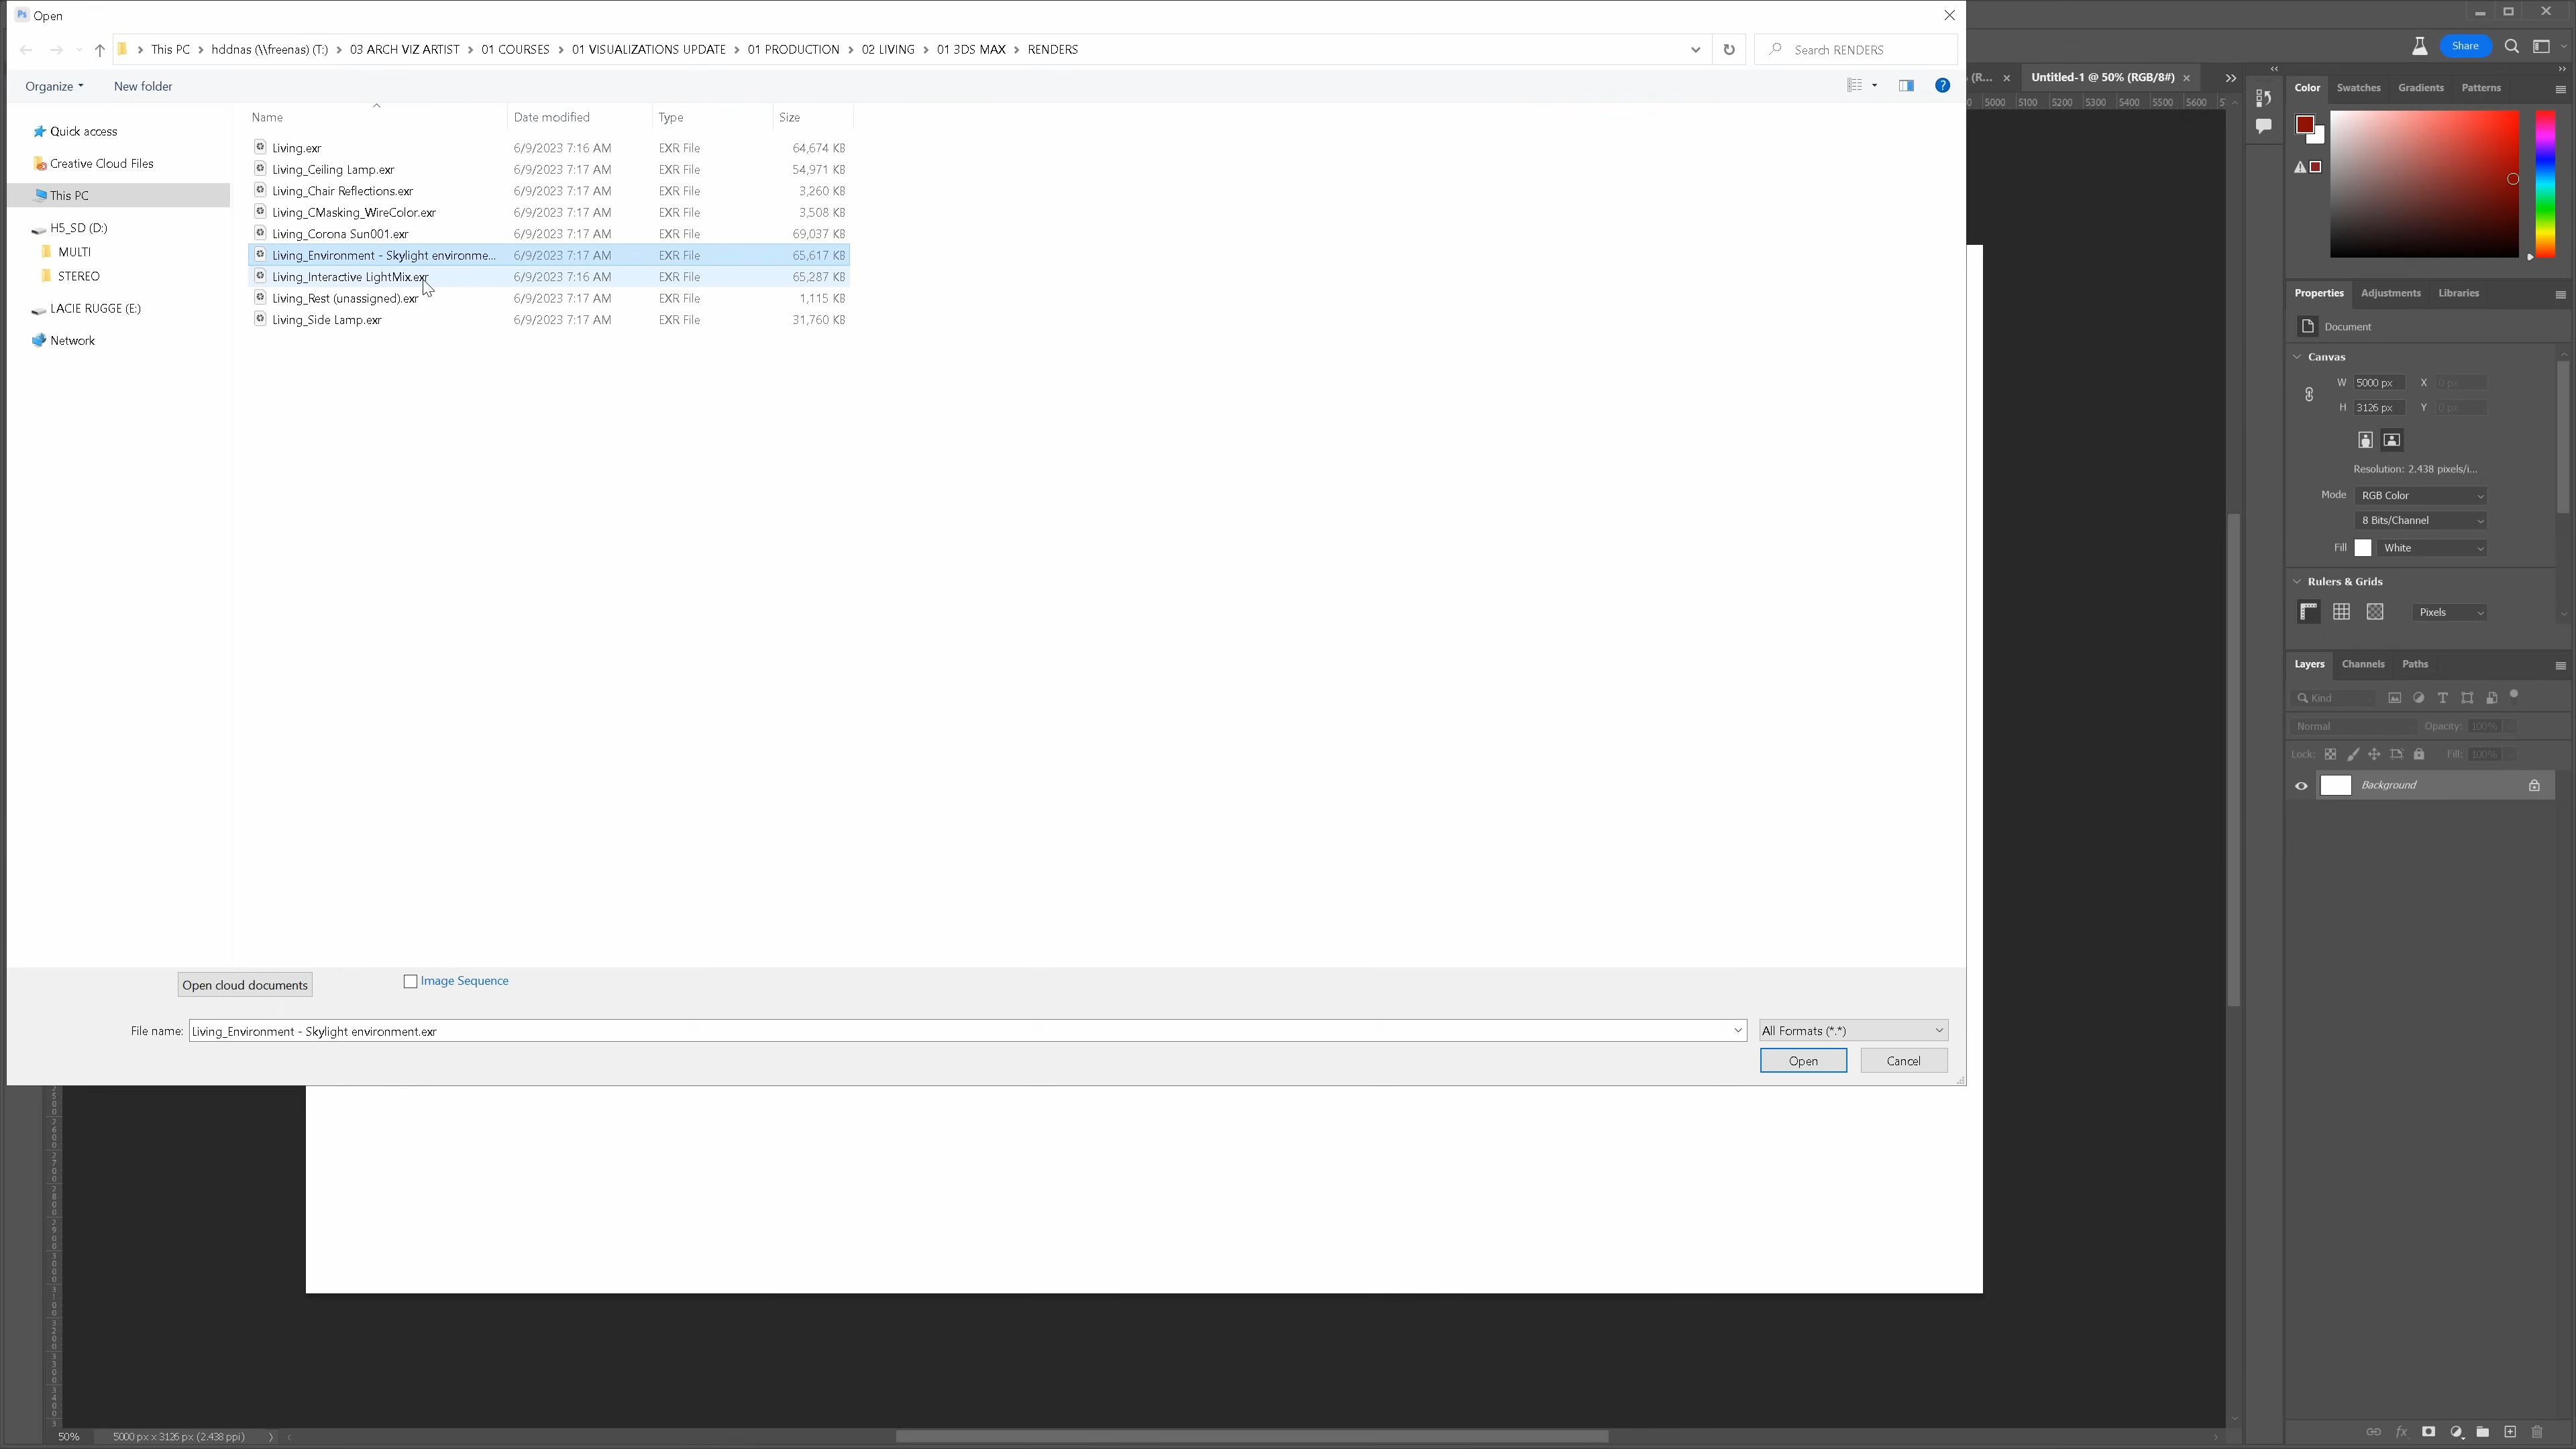 Ps Open
This PC > hddnas (\\freenas) (T:) > 03 ARCH VIZ ARTIST > 01 COURSES > 01 VISUALIZATIONS UPDATE > 01 PRODUCTION > 02 LIVING > 01 3DS MAX > RENDERS
Search RENDERS
Share
Organize
New folder
(R...
Untitled-1 @ 50% (RGB/8#)
5000 5100 5200 5300 5400 5500 5600
Name Date modified Type Size
Quick access
Creative Cloud Files
This PC
H5_SD (D:)
MULTI
STEREO
LACIE RUGGE (E:)
Network
Living.exr 6/9/2023 7:16 AM EXR File 64,674 KB
Living_Ceiling Lamp.exr 6/9/2023 7:17 AM EXR File 54,971 KB
Living_Chair Reflections.exr 6/9/2023 7:17 AM EXR File 3,260 KB
Living_CMasking_WireColor.exr 6/9/2023 7:17 AM EXR File 3,508 KB
Living_Corona Sun001.exr 6/9/2023 7:17 AM EXR File 69,037 KB
Living_Environment - Skylight environme... 6/9/2023 7:17 AM EXR File 65,617 KB
Living_Interactive LightMix.exr 6/9/2023 7:16 AM EXR File 65,287 KB
Living_Rest (unassigned).exr 6/9/2023 7:17 AM EXR File 1,115 KB
Living_Side Lamp.exr 6/9/2023 7:17 AM EXR File 31,760 KB
Open cloud documents
Image Sequence
File name: Living_Environment - Skylight environment.exr
All Formats (*.*)
Open
Cancel
Color Swatches Gradients Patterns
Properties Adjustments Libraries
Document
Canvas
W 5000 px X 0 px
H 3126 px Y 0 px
Resolution: 2.438 pixels/i...
Mode RGB Color
8 Bits/Channel
Fill White
Rulers & Grids
Pixels
Layers Channels Paths
Kind
Normal Opacity: 100%
Lock: Fill: 100%
Background
50% 5000 px x 3126 px (2.438 ppi)